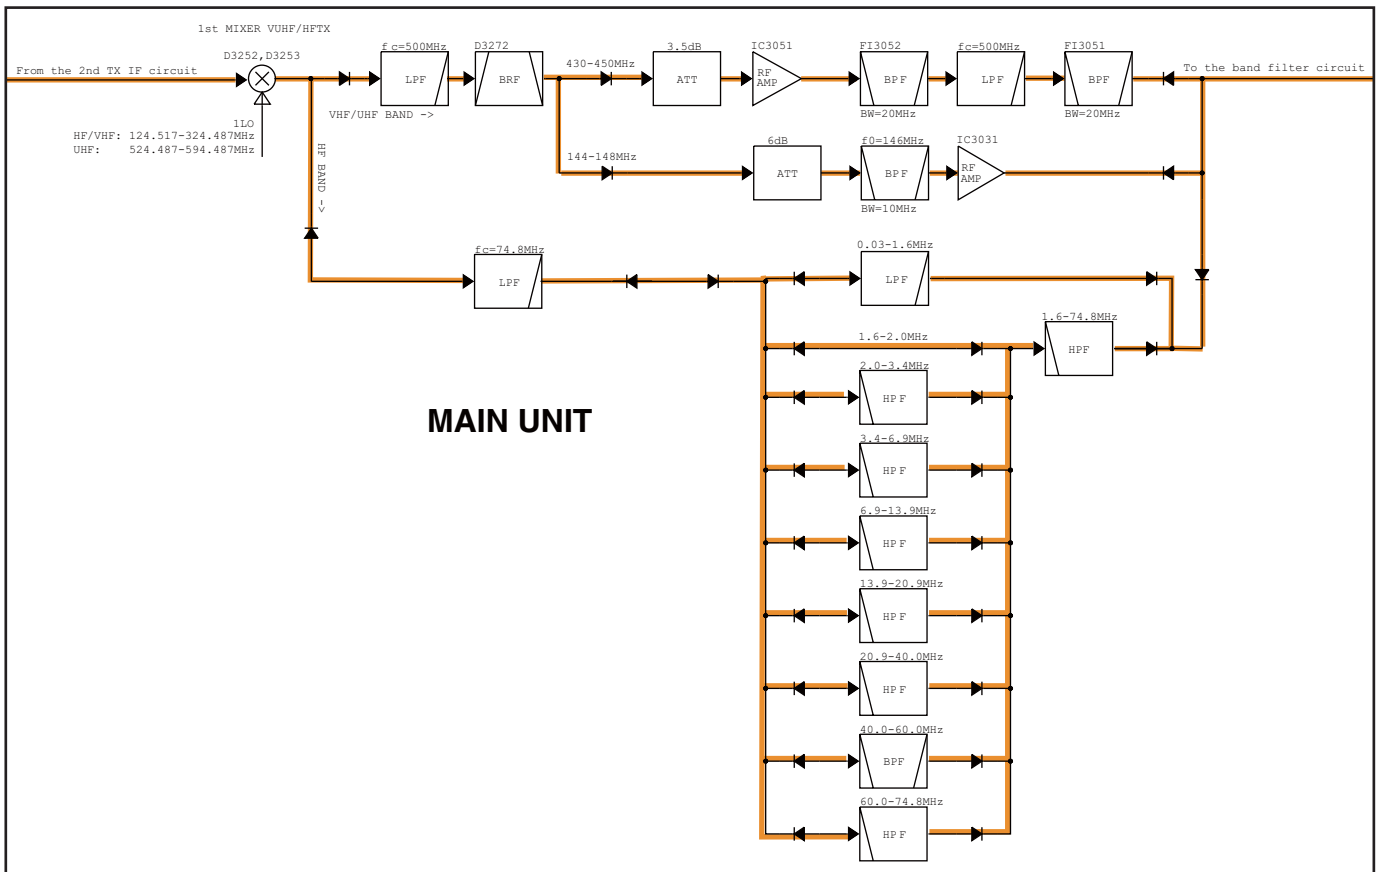 1st MIXER VUHF/HFTX
D3252,D3253
From the 2nd TX IF circuit
1LO
HF/VHF: 124.517-324.487MHz
UHF: 524.487-594.487MHz
fc=500MHz
LPF
D3272
BRF
VHF/UHF BAND ->
HF BAND ->
430-450MHz
3.5dB
ATT
IC3051
RF
AMP
FI3052
BPF
BW=20MHz
fc=500MHz
LPF
FI3051
BPF
BW=20MHz
To the band filter circuit
144-148MHz
6dB
ATT
f0=146MHz
BPF
BW=10MHz
IC3031
RF
AMP
fc=74.8MHz
LPF
0.03-1.6MHz
LPF
1.6-74.8MHz
HPF
1.6-2.0MHz
2.0-3.4MHz
HPF
MAIN UNIT
3.4-6.9MHz
HPF
6.9-13.9MHz
HPF
13.9-20.9MHz
HPF
20.9-40.0MHz
HPF
40.0-60.0MHz
BPF
60.0-74.8MHz
HPF